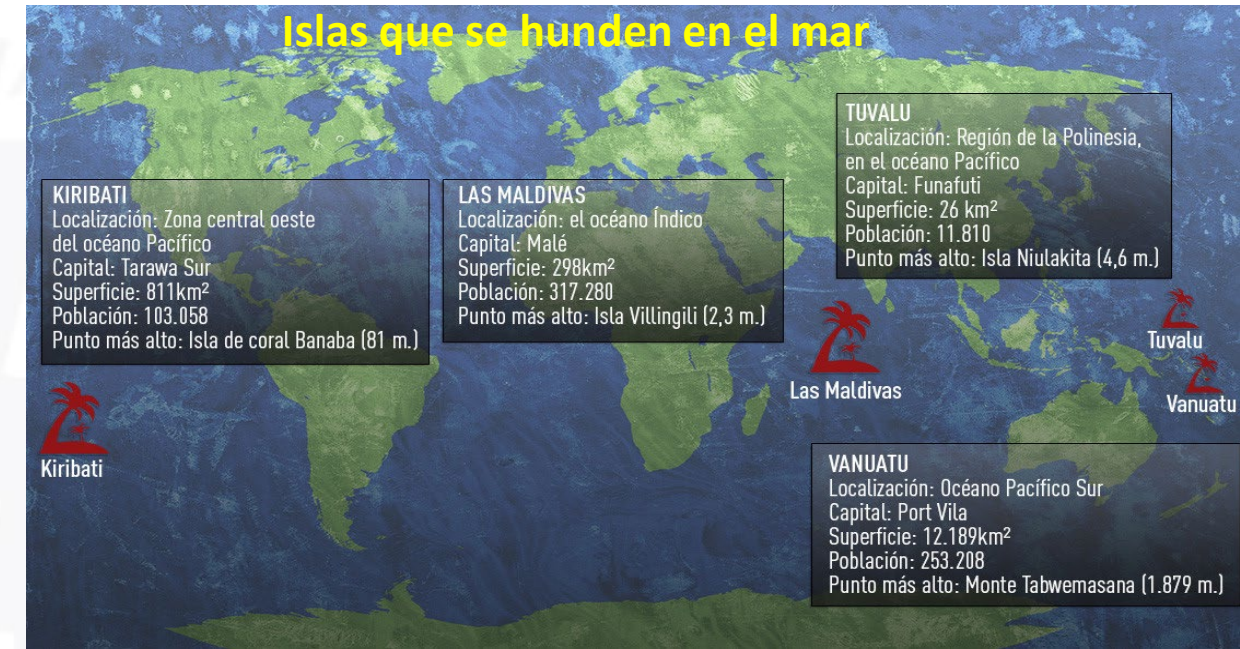 Islas que se hunden en el mar
TUVALU
Localización: Región de la Polinesia,
en el océano Pacífico
Capital: Funafuti
Superficie: 26 km²
Población: 11.810
Punto más alto: Isla Niulakita (4,6 m.)
KIRIBATI
Localización: Zona central oeste
del océano Pacífico
Capital: Tarawa Sur
Superficie: 811km²
Población: 103.058
Punto más alto: Isla de coral Banaba (81 m.)
LAS MALDIVAS
Localización: el océano Índico
Capital: Malé
Superficie: 298km²
Población: 317.280
Punto más alto: Isla Villingili (2,3 m.)
Tuvalu
Las Maldivas
Vanuatu
Kiribati
VANUATU
Localización: Océano Pacífico Sur
Capital: Port Vila
Superficie: 12.189km²
Población: 253.208
Punto más alto: Monte Tabwemasana (1.879 m.)